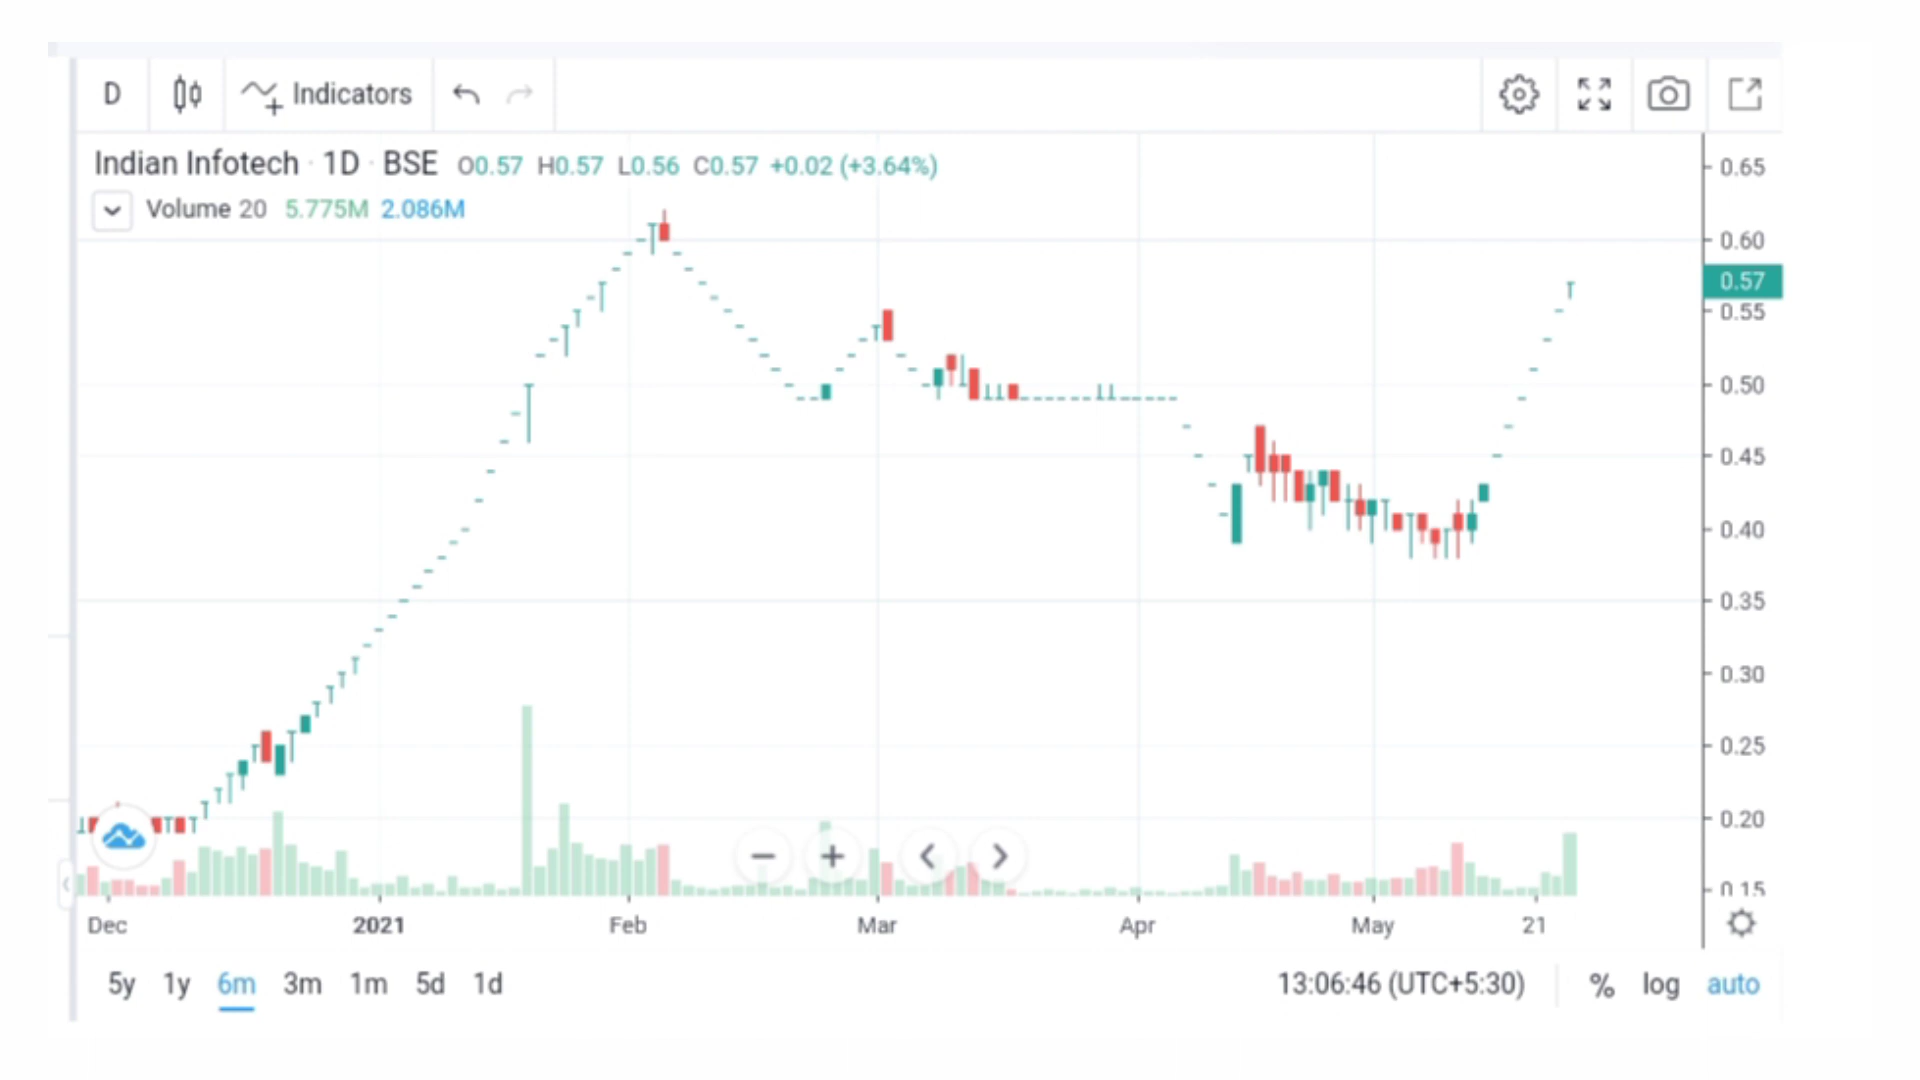 D Indicators
Indian Infotech · 1D · BSE O0.57 H0.57 L0.56 C0.57 +0.02 (+3.64%)
Volume 20 5.775M 2.086M
0.65
0.60
0.57
0.55
0.50
0.45
0.40
0.35
0.30
0.25
0.20
0.15
Dec 2021 Feb Mar Apr May 21
5y 1y 6m 3m 1m 5d 1d 13:06:46 (UTC+5:30) % log auto